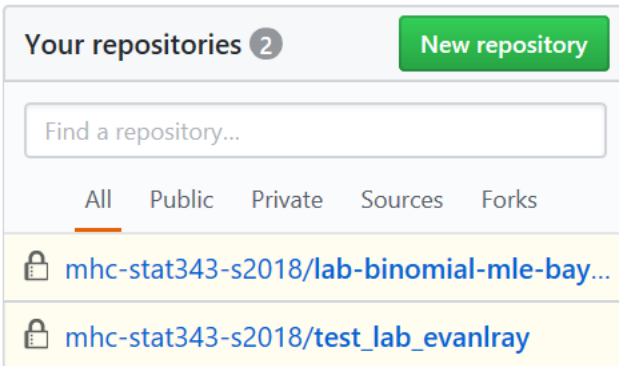 Your repositories 2 New repository
Find a repository...
All Public Private Sources Forks
mhc-stat343-s2018/lab-binomial-mle-bay...
mhc-stat343-s2018/test_lab_evanlray